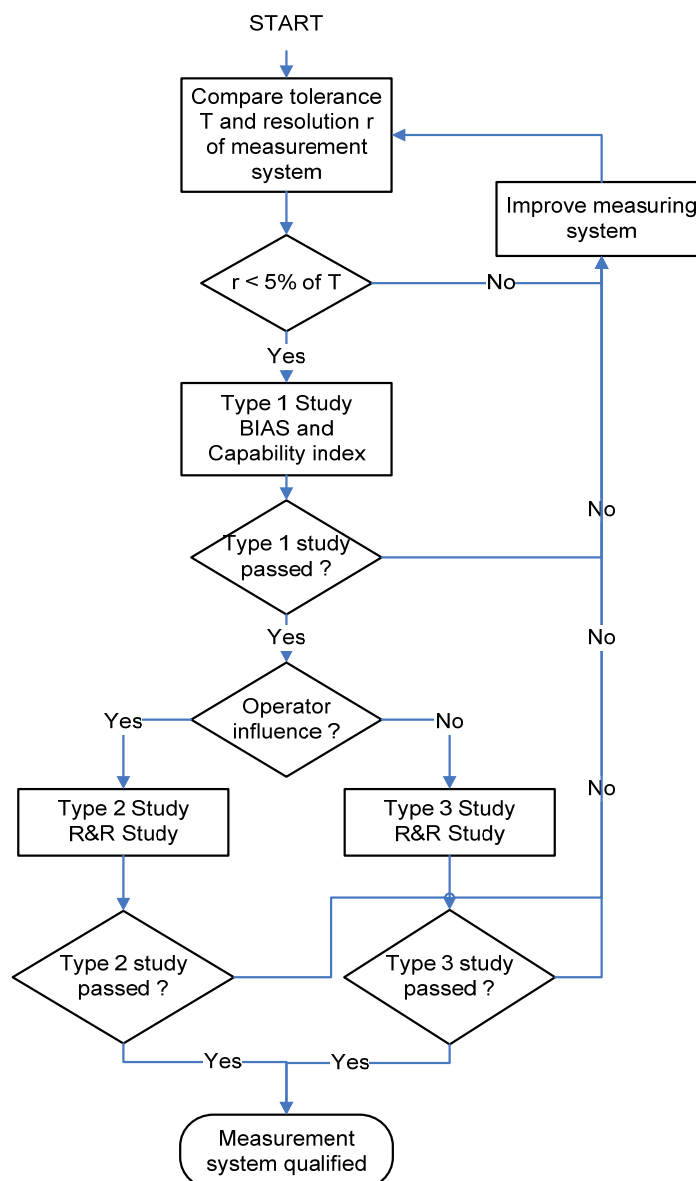 START
Compare tolerance
T and resolution r
of measurement
system
Improve measuring
system
r < 5% of T
No
Yes
Type 1 Study
BIAS and
Capability index
No
Type 1 study
passed ?
Yes
No
Operator
influence ?
Yes
No
No
Type 2 Study
R&R Study
Type 3 Study
R&R Study
Type 2 study
passed ?
Type 3 study
passed ?
Yes
Yes
Measurement
system qualified